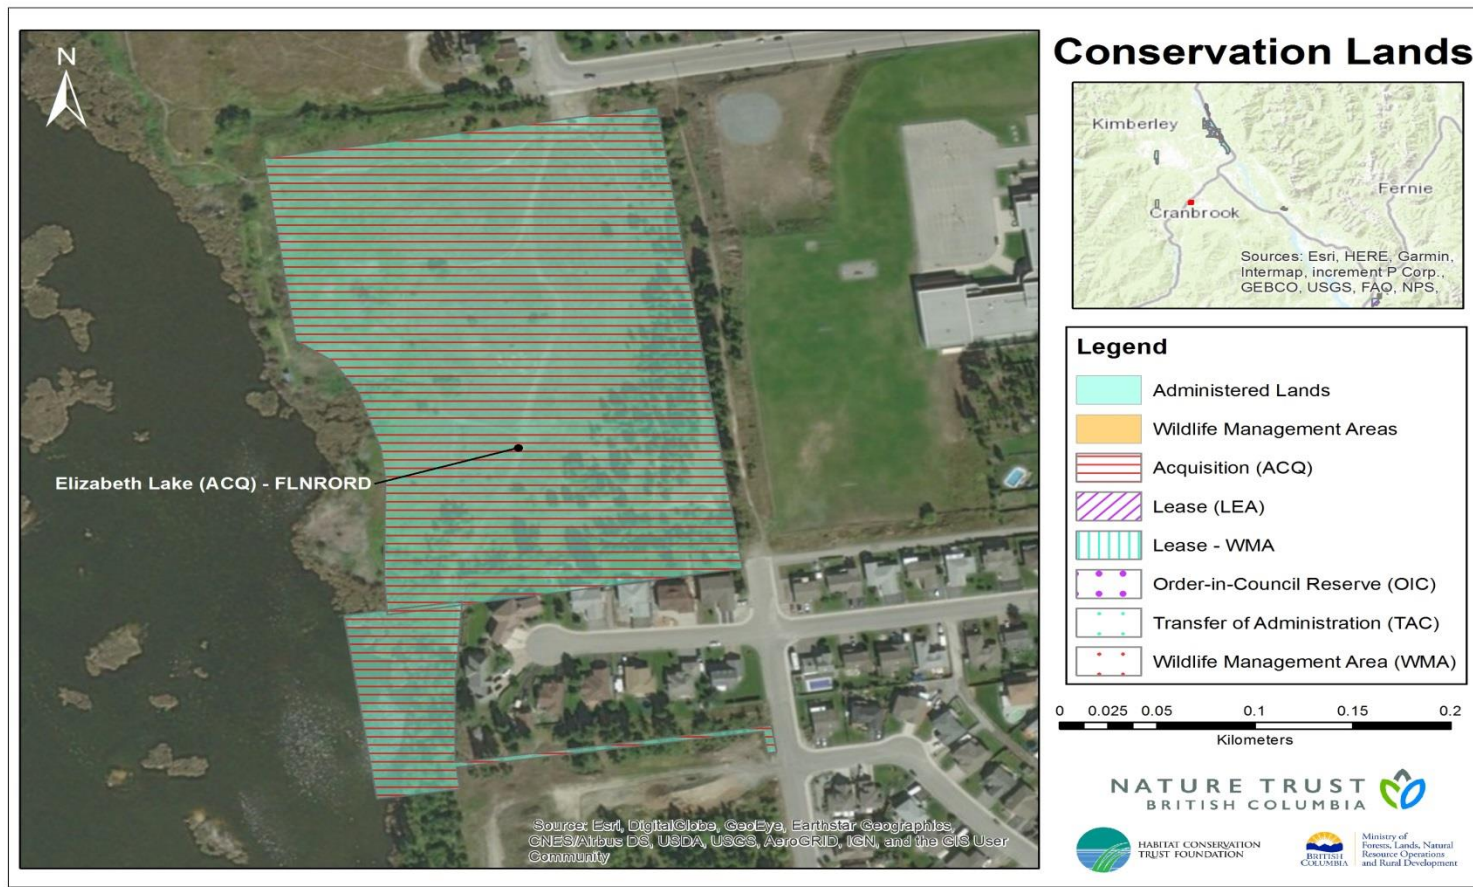 N
Elizabeth Lake (ACQ) - FLNRORD
Source: Esri, DigitalGlobe, GeoEye, Earthstar Geographics,
CNES/Airbus DS, USDA, USGS, AeroGRID, IGN, and the GIS User
Community
Conservation Lands
Kimberley
Fernie
Cranbrook
Sources: Esri, HERE, Garmin,
Intermap, increment P Corp.,
GEBCO, USGS, FAO, NPS,
Legend
Administered Lands
Wildlife Management Areas
Acquisition (ACQ)
Lease (LEA)
Lease - WMA
Order-in-Council Reserve (OIC)
Transfer of Administration (TAC)
Wildlife Management Area (WMA)
0 0.025 0.05 0.1 0.15 0.2
Kilometers
NATURE TRUST
BRITISH COLUMBIA
HABITAT CONSERVATION
TRUST FOUNDATION
BRITISH
COLUMBIA
Ministry of
Forests, Lands, Natural
Resource Operations
and Rural Development